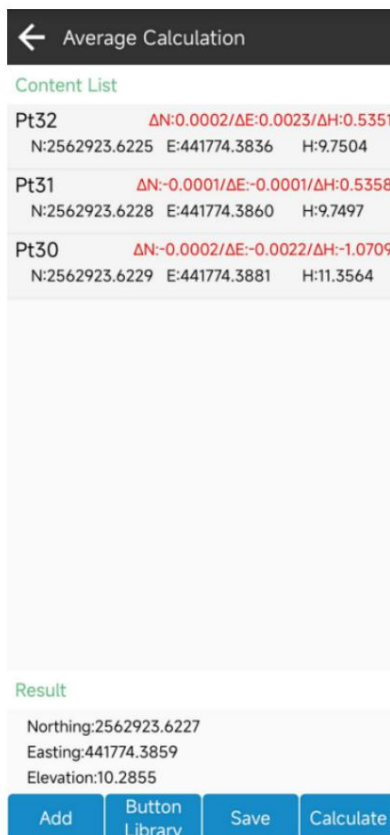 Average Calculation
Content List
Pt32 ΔN:0.0002/ΔE:0.0023/ΔH:0.5351
N:2562923.6225 E:441774.3836 H:9.7504
Pt31 ΔN:-0.0001/ΔE:-0.0001/ΔH:0.5358
N:2562923.6228 E:441774.3860 H:9.7497
Pt30 ΔN:-0.0002/ΔE:-0.0022/ΔH:-1.0709
N:2562923.6229 E:441774.3881 H:11.3564
Result
Northing:2562923.6227
Easting:441774.3859
Elevation:10.2855
Add Button Library Save Calculate